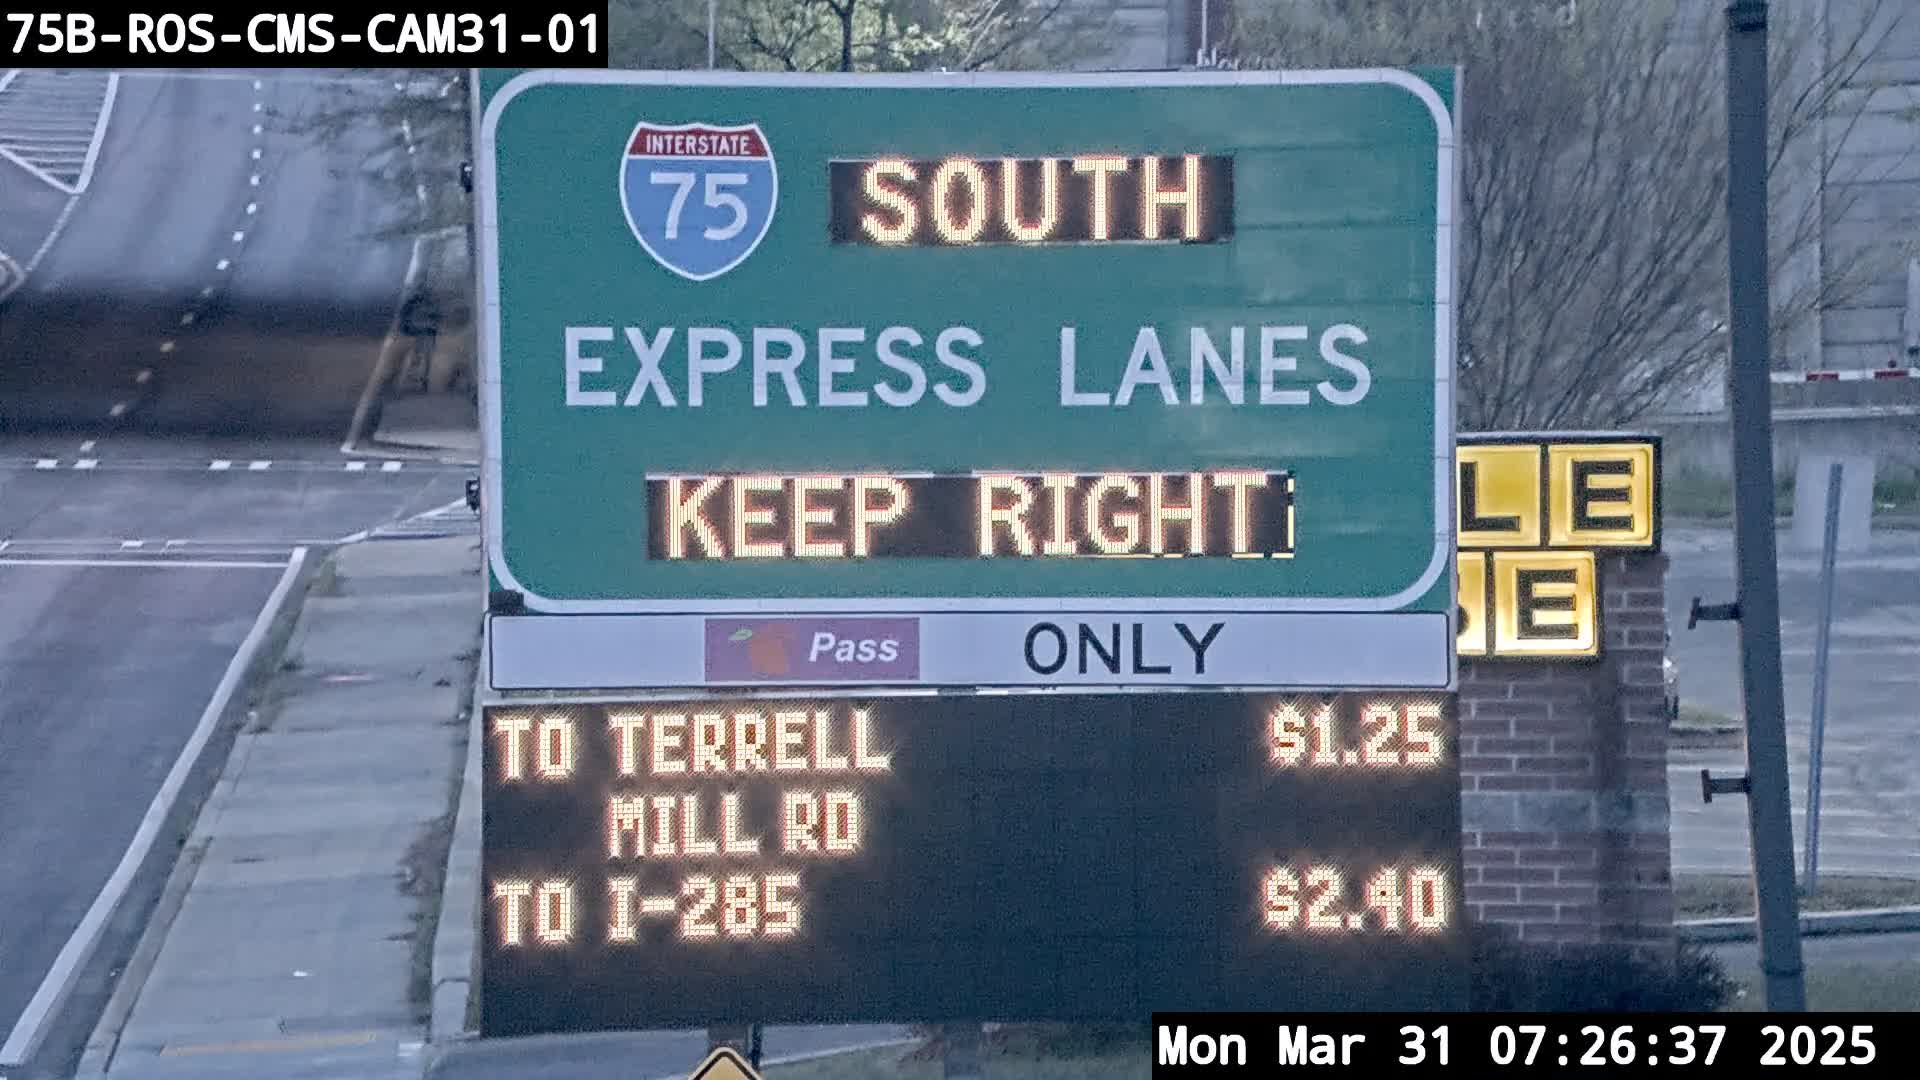 75B-ROS-CMS-CAM31-01
INTERSTATE
75
SOUTH
EXPRESS LANES
KEEP RIGHT
Pass ONLY
TO TERRELL $1.25
MILL RD
TO I-285 $2.40
LE
E
Mon Mar 31 07:26:37 2025